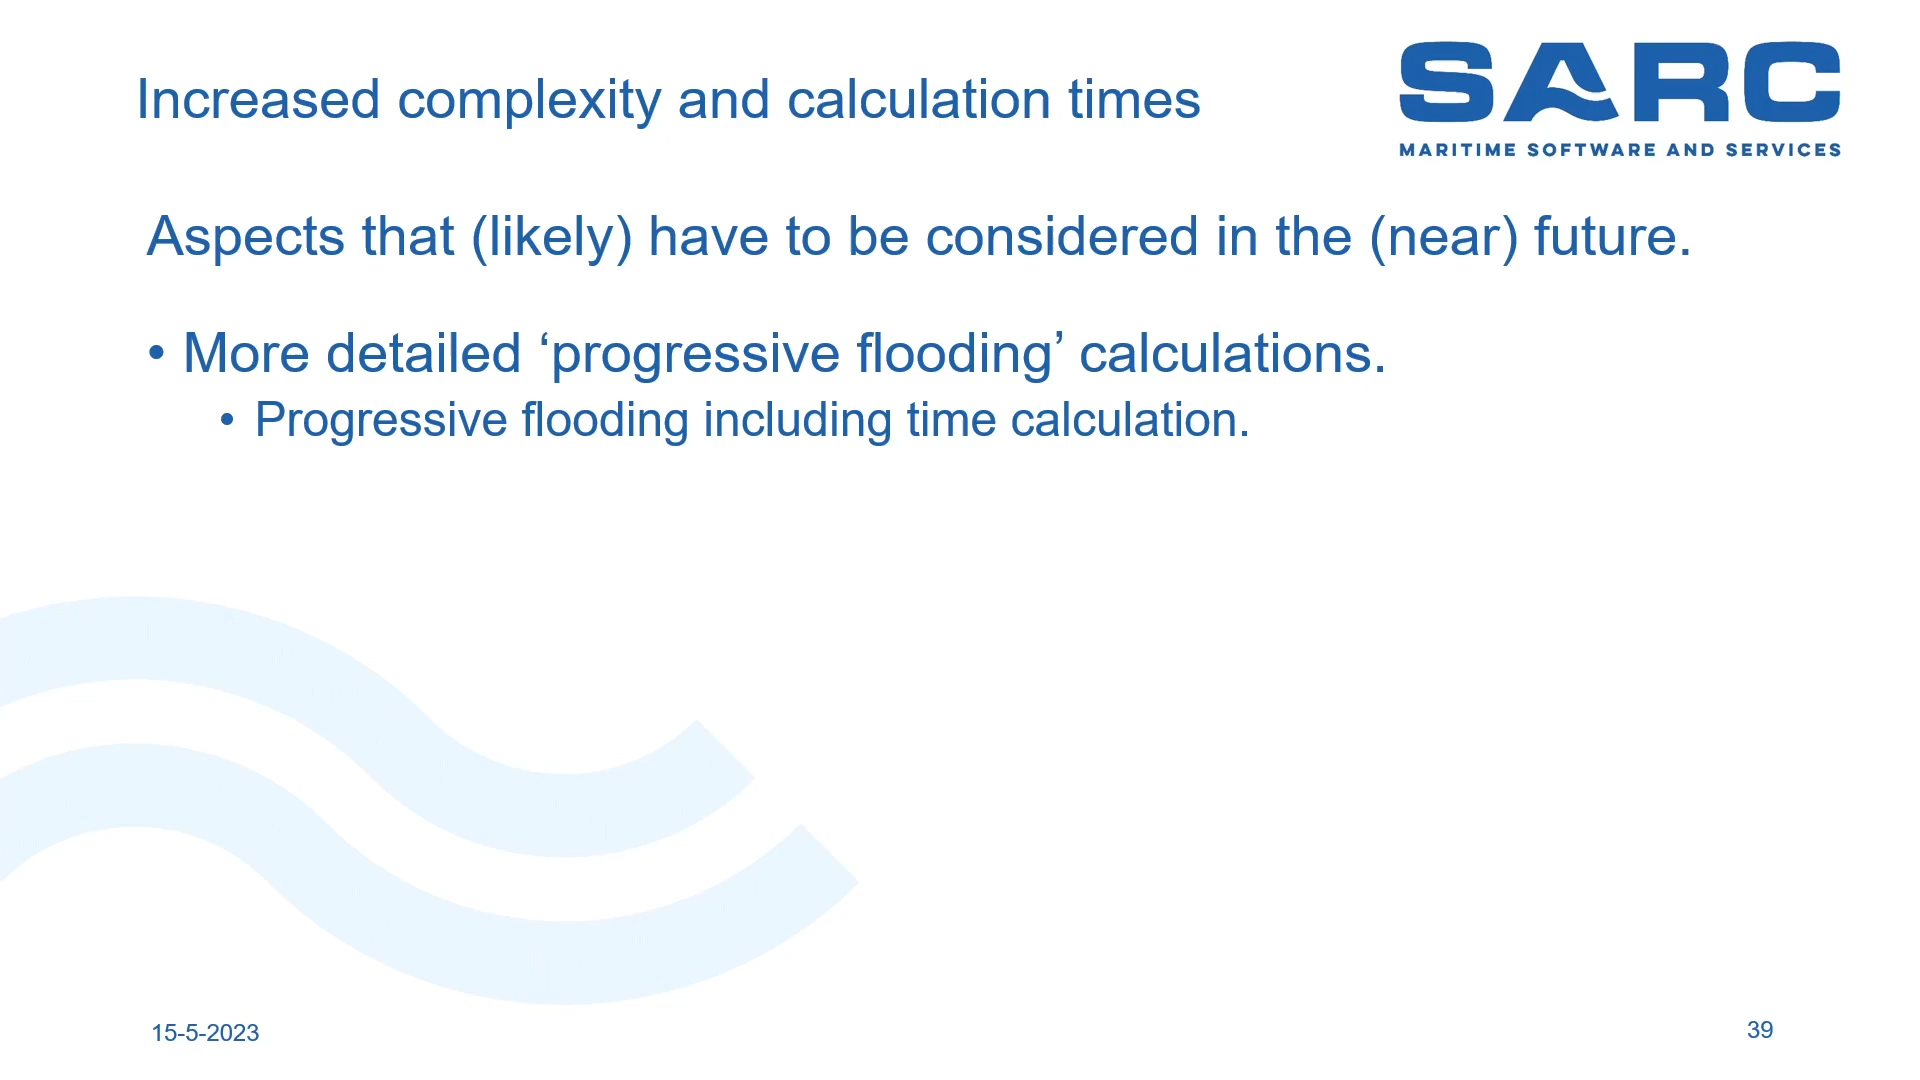 Increased complexity and calculation times
SARC
MARITIME SOFTWARE AND SERVICES
Aspects that (likely) have to be considered in the (near) future.
• More detailed ‘progressive flooding’ calculations.
• Progressive flooding including time calculation.
15-5-2023
39